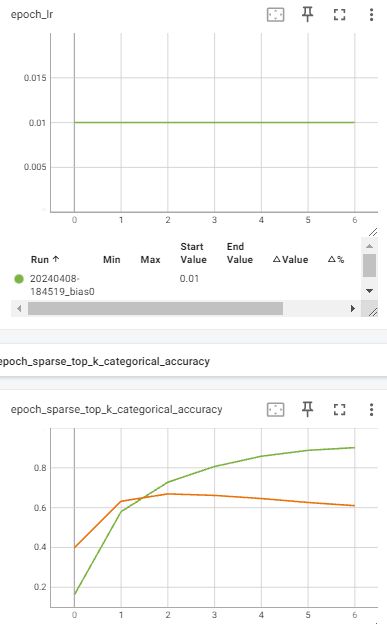 epoch_lr
0.015
0.01
0.005
0 1 2 3 4 5 6
Run ↑ Min Max Start Value End Value △Value △%
20240408-184519_bias0 0.01
epoch_sparse_top_k_categorical_accuracy
epoch_sparse_top_k_categorical_accuracy
0.8
0.6
0.4
0.2
0 1 2 3 4 5 6